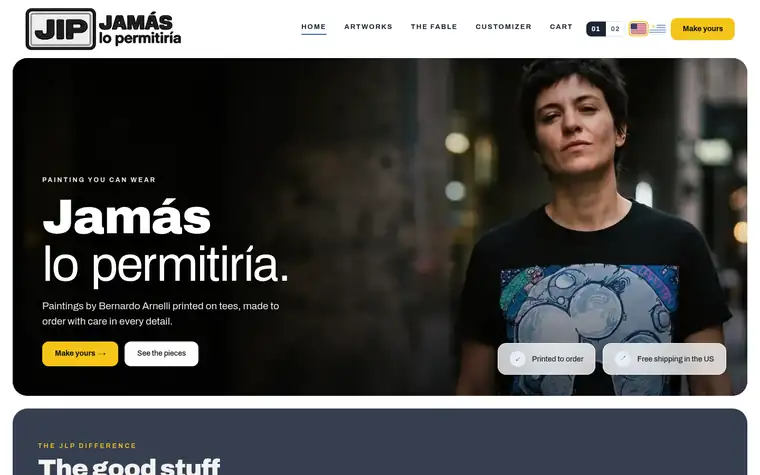 JLP JAMÁS
lo permitiría
HOME ARTWORKS THE FABLE CUSTOMIZER CART 01 02 Make yours
PAINTING YOU CAN WEAR
Jamás
lo permitiría.
Paintings by Bernardo Arnelli printed on tees, made to
order with care in every detail.
Make yours → See the pieces
✓ Printed to order Free shipping in the US
THE JLP DIFFERENCE
The good stuff